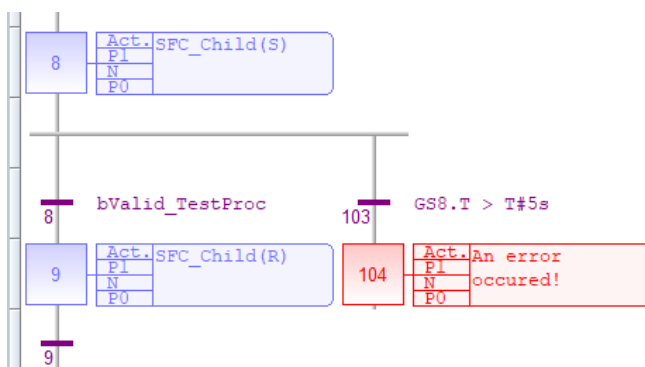 8
Act. SFC_Child(S)
P1
N
P0
8 bValid_TestProc
103 GS8.T > T#5s
9
Act. SFC_Child(R)
P1
N
P0
104
Act. An error
P1 occured!
N
P0
9